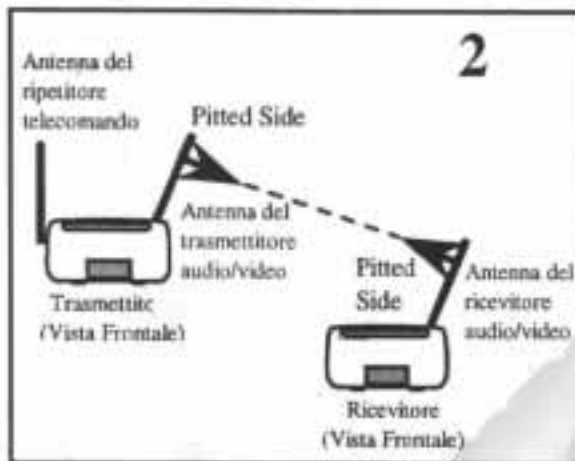 2
Antenna del
ripetitore
telecomando
Pitted Side
Antenna del
trasmettitore
audio/video
Trasmettitc
(Vista Frontale)
Pitted
Side
Antenna del
ricevitore
audio/video
Ricevitore
(Vista Frontale)